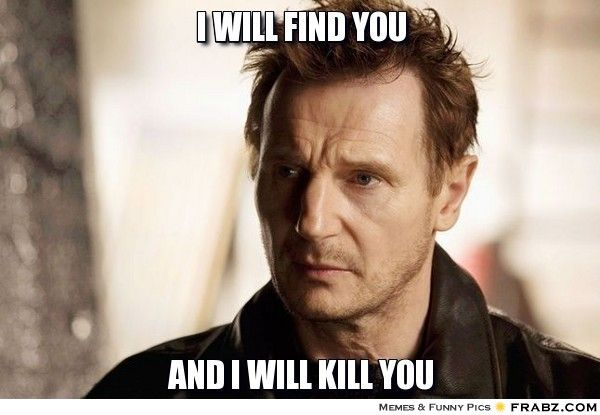 I WILL FIND YOU
AND I WILL KILL YOU
MEMES & FUNNY PICS FRABZ.COM